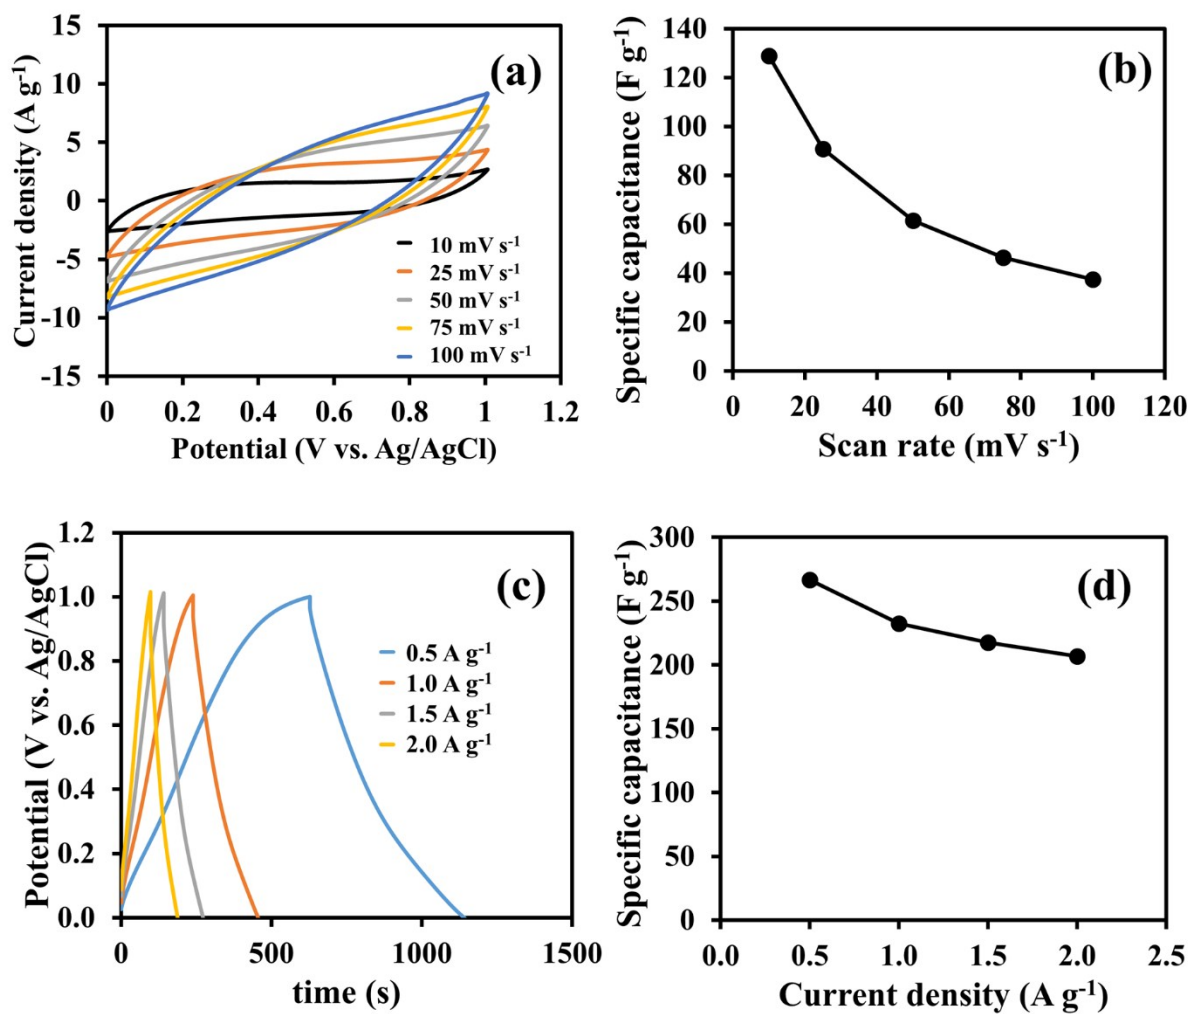 (a)
Current density (A g-1)
15
10
5
0
-5
-10
-15
10 mV s-1
25 mV s-1
50 mV s-1
75 mV s-1
100 mV s-1
0 0.2 0.4 0.6 0.8 1 1.2
Potential (V vs. Ag/AgCl)
(b)
Specific capacitance (F g-1)
140
120
100
80
60
40
20
0
0 20 40 60 80 100 120
Scan rate (mV s-1)
(c)
Potential (V vs. Ag/AgCl)
1.2
1.0
0.8
0.6
0.4
0.2
0.0
0.5 A g-1
1.0 A g-1
1.5 A g-1
2.0 A g-1
0 500 1000 1500
time (s)
(d)
Specific capacitance (F g-1)
300
250
200
150
100
50
0
0.0 0.5 1.0 1.5 2.0 2.5
Current density (A g-1)